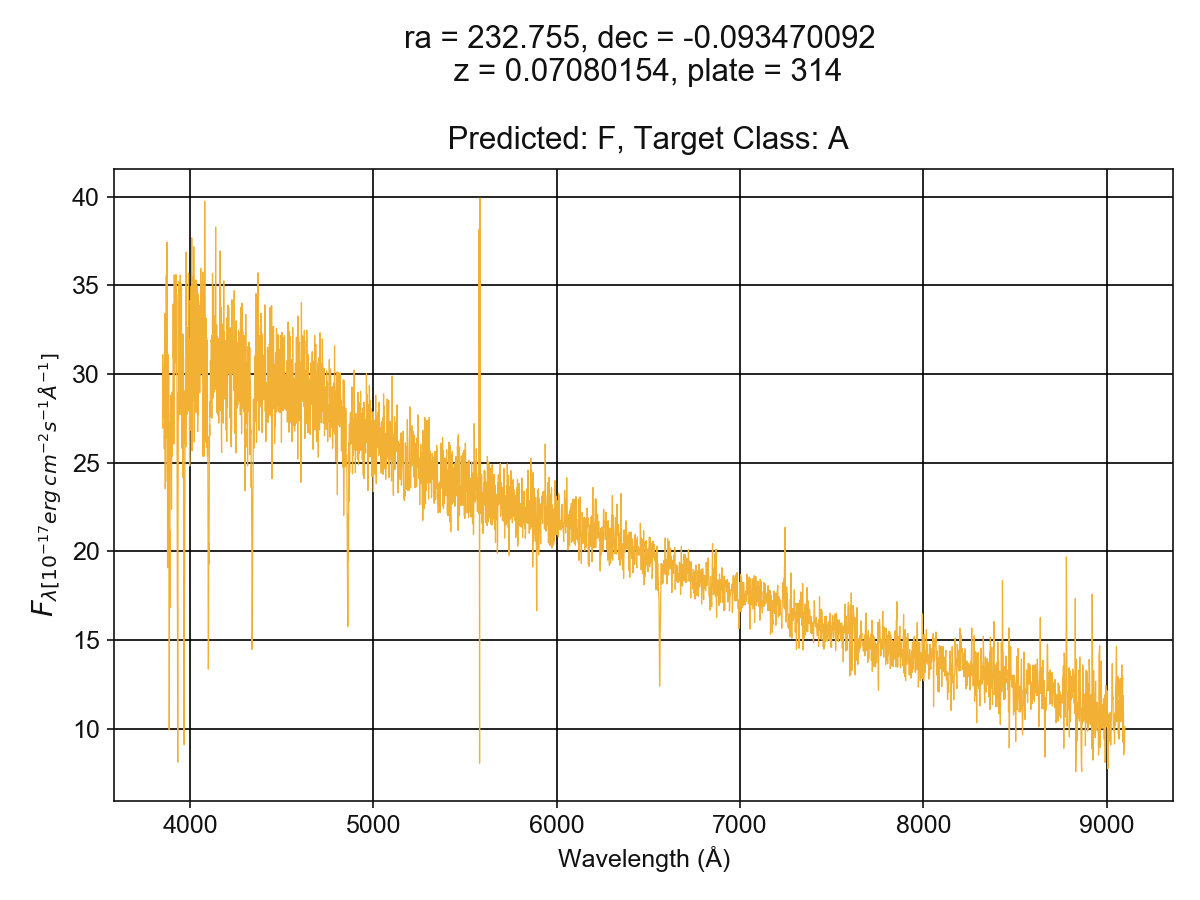 ra = 232.755, dec = -0.093470092
z = 0.07080154, plate = 314
Predicted: F, Target Class: A
40
35
30
25
20
15
10
F_{λ[10^{-17} erg cm^{-2} s^{-1} Å^{-1}]}
4000 5000 6000 7000 8000 9000
Wavelength (Å)